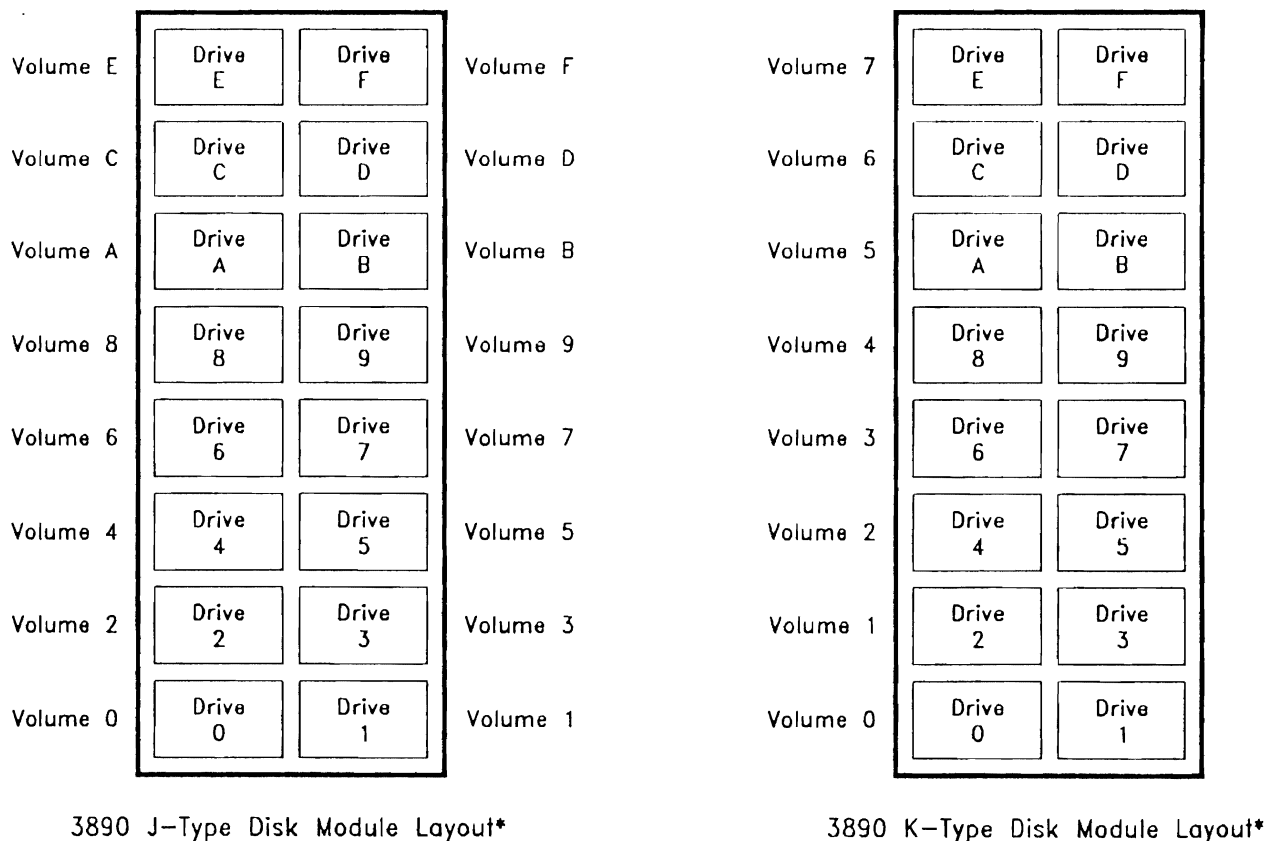 Volume E Drive E Drive F Volume F
Volume C Drive C Drive D Volume D
Volume A Drive A Drive B Volume B
Volume 8 Drive 8 Drive 9 Volume 9
Volume 6 Drive 6 Drive 7 Volume 7
Volume 4 Drive 4 Drive 5 Volume 5
Volume 2 Drive 2 Drive 3 Volume 3
Volume 0 Drive 0 Drive 1 Volume 1
3890 J-Type Disk Module Layout*
Volume 7 Drive E Drive F
Volume 6 Drive C Drive D
Volume 5 Drive A Drive B
Volume 4 Drive 8 Drive 9
Volume 3 Drive 6 Drive 7
Volume 2 Drive 4 Drive 5
Volume 1 Drive 2 Drive 3
Volume 0 Drive 0 Drive 1
3890 K-Type Disk Module Layout*